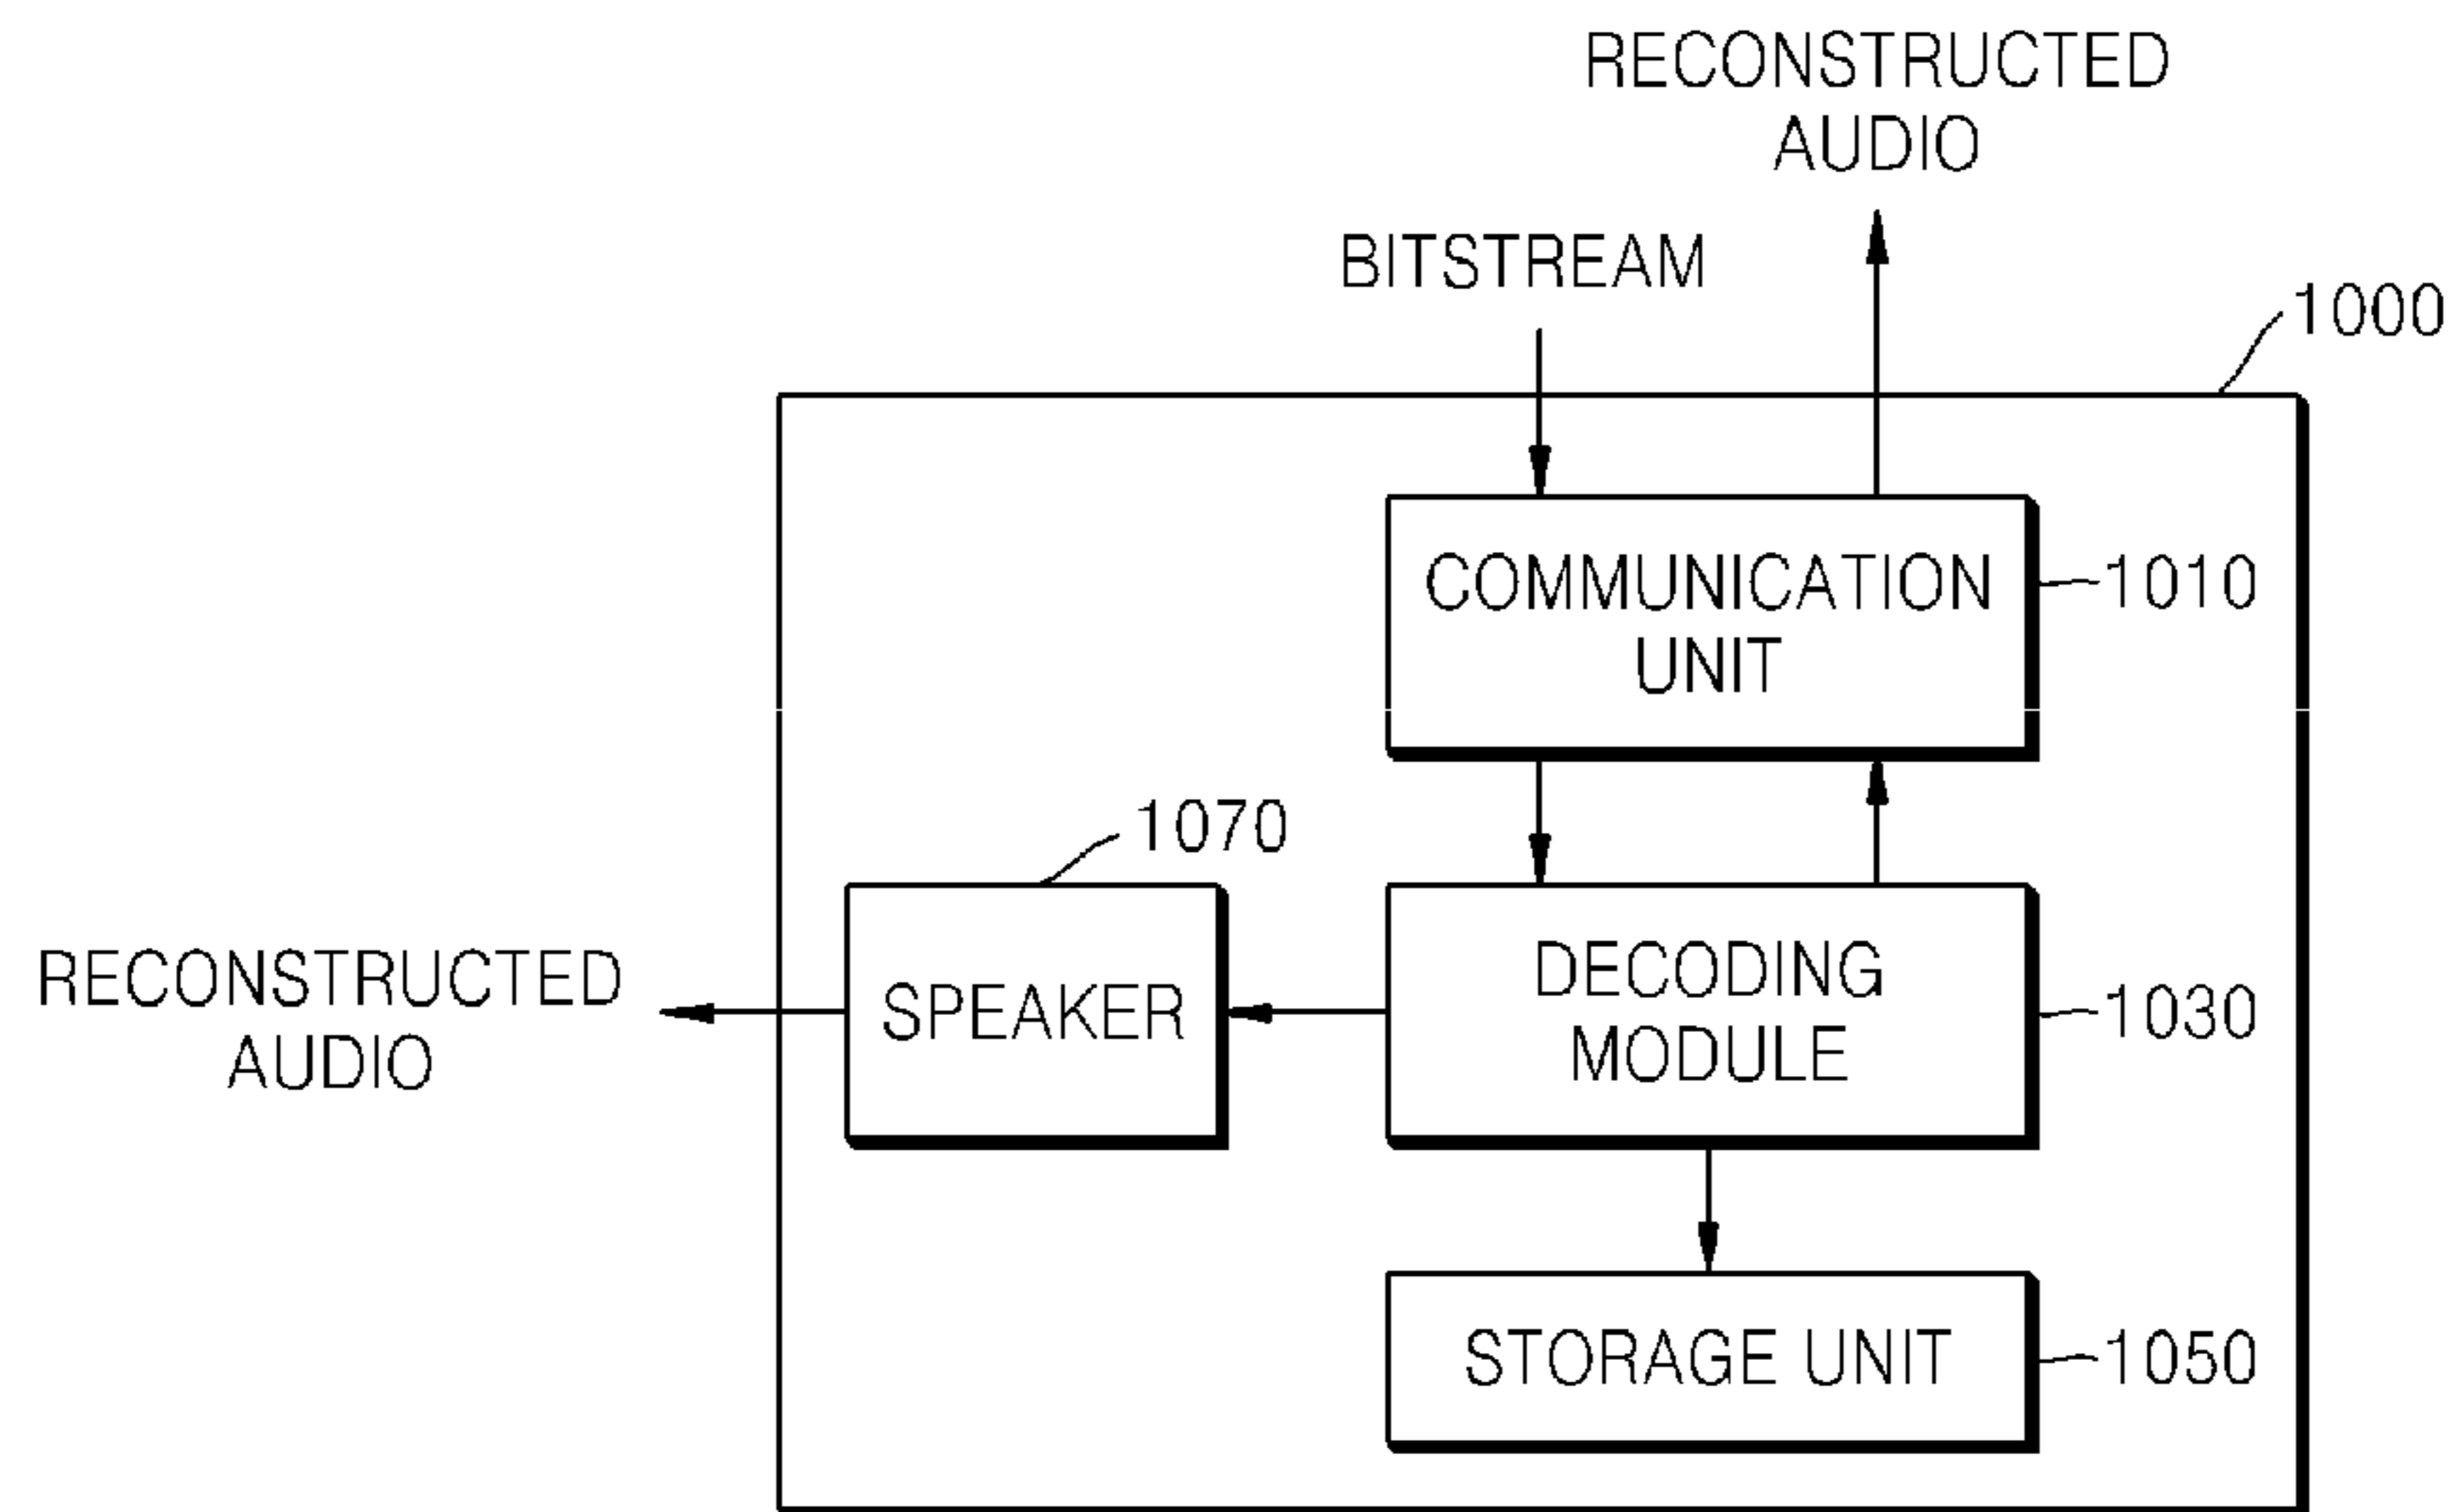 RECONSTRUCTED
AUDIO
BITSTREAM
1000
COMMUNICATION
UNIT
1010
1070
RECONSTRUCTED
AUDIO
SPEAKER
DECODING
MODULE
1030
STORAGE UNIT
1050